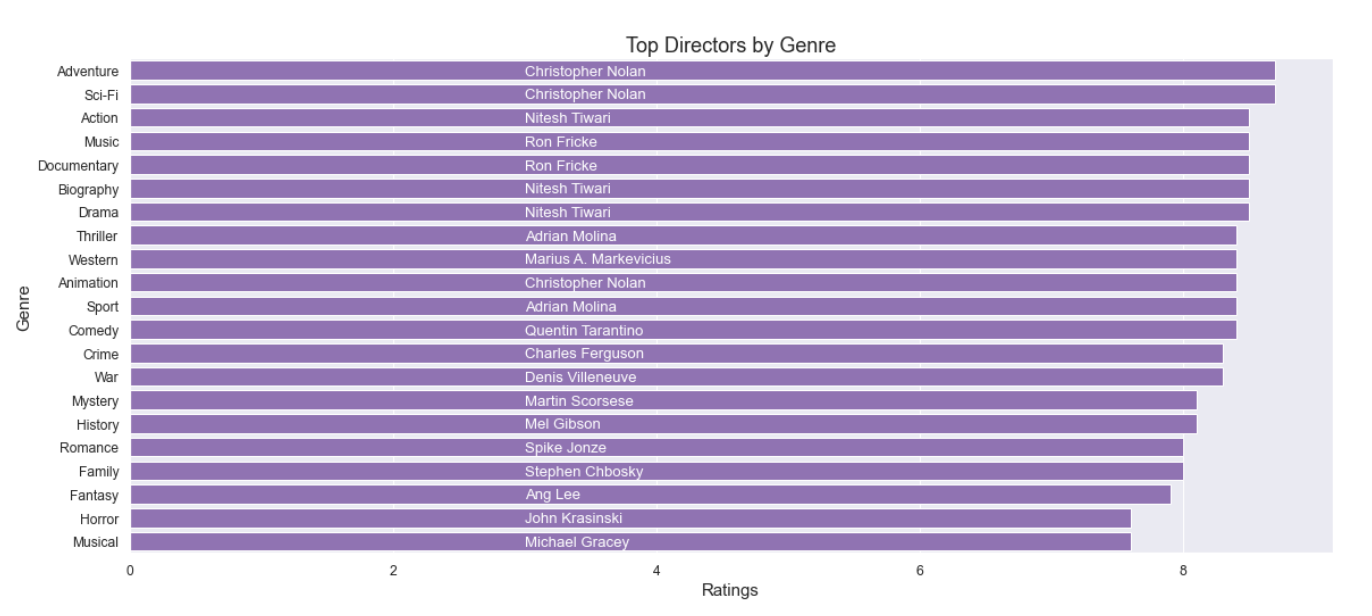 Top Directors by Genre
Adventure Christopher Nolan
Sci-Fi Christopher Nolan
Action Nitesh Tiwari
Music Ron Fricke
Documentary Ron Fricke
Biography Nitesh Tiwari
Drama Nitesh Tiwari
Thriller Adrian Molina
Western Marius A. Markevicius
Animation Christopher Nolan
Sport Adrian Molina
Comedy Quentin Tarantino
Crime Charles Ferguson
War Denis Villeneuve
Mystery Martin Scorsese
History Mel Gibson
Romance Spike Jonze
Family Stephen Chbosky
Fantasy Ang Lee
Horror John Krasinski
Musical Michael Gracey
Genre
0 2 4 6 8
Ratings